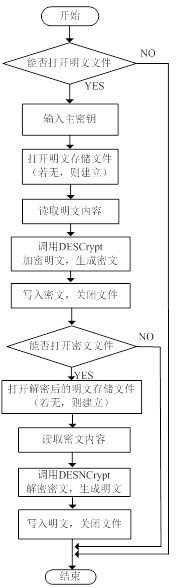 开始
能否打开明文文件
NO
YES
输入主密钥
打开明文存储文件
（若无，则建立）
读取明文内容
调用DESCrypt
加密明文，生成密文
写入密文，关闭文件
能否打开密文文件
NO
YES
打开解密后的明文存储文件
（若无，则建立）
读取密文内容
调用DESNCrypt
解密密文，生成明文
写入明文，关闭文件
结束